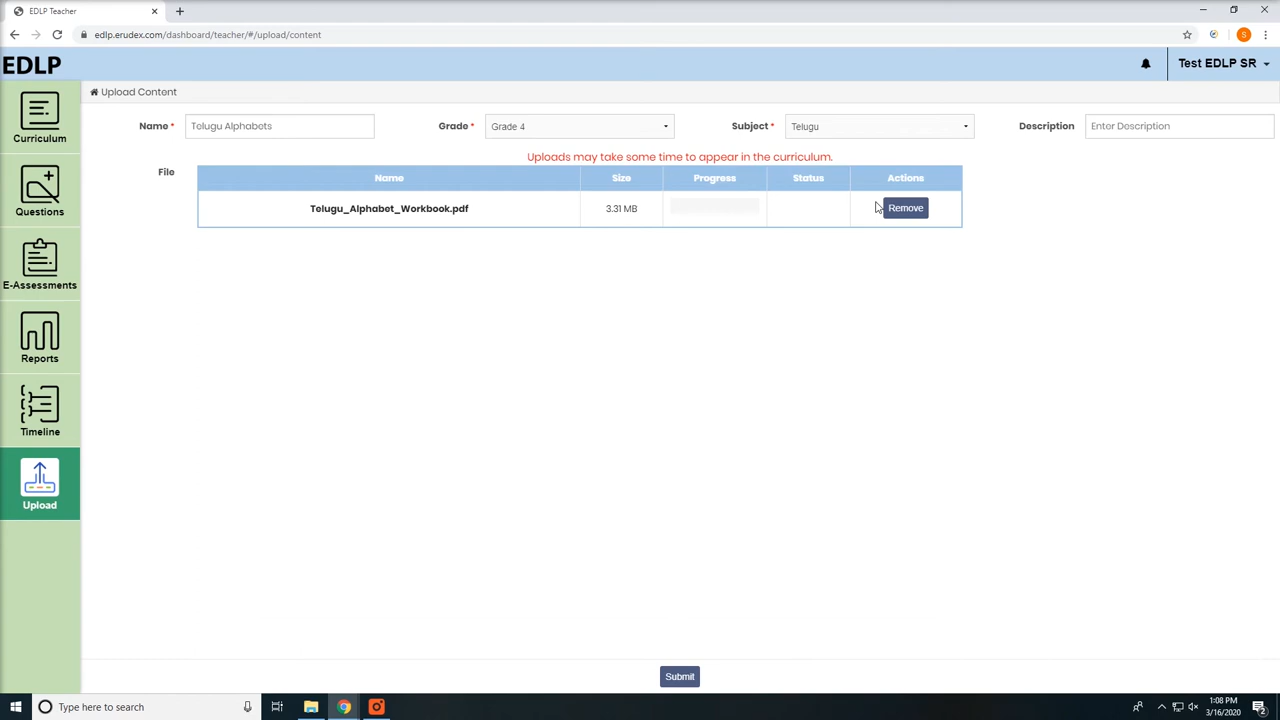 EDLP Teacher
edlp.erudex.com/dashboard/teacher/#/upload/content
S
EDLP
Test EDLP SR
Curriculum
Questions
E-Assessments
Reports
Timeline
Upload
Upload Content
Name * Telugu Alphabets Grade * Grade 4 Subject * Telugu Description Enter Description
Uploads may take some time to appear in the curriculum.
File
Name Size Progress Status Actions
Telugu_Alphabet_Workbook.pdf 3.31 MB Remove
Submit
Type here to search
1:08 PM
3/16/2020
2